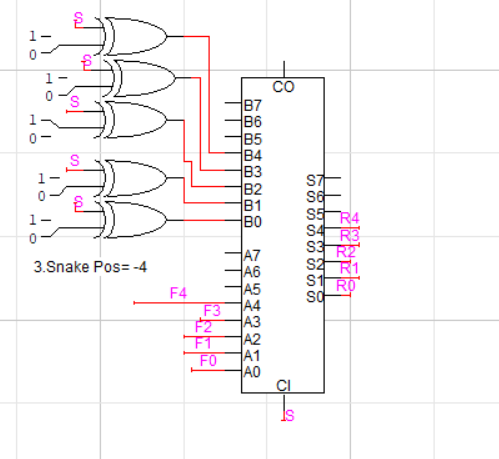 S
1
0
S
1
0
S
1
0
S
1
0
S
1
0
3.Snake Pos= -4
CO
B7
B6
B5
B4
B3
B2
B1
B0
A7
A6
A5
A4
A3
A2
A1
A0
CI
S
F4
F3
F2
F1
F0
S7
S6
S5
S4
S3
S2
S1
S0
R4
R3
R2
R1
R0